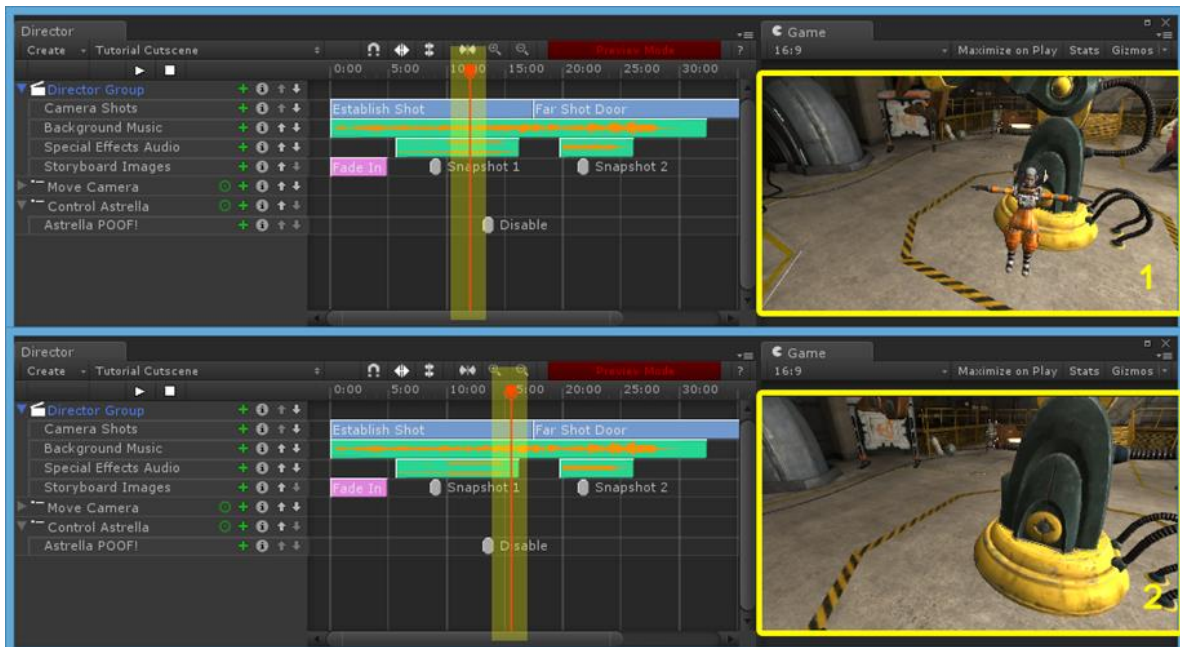 Director
Game
Create Tutorial Cutscene
Preview Mode ?
16:9 Maximize on Play Stats Gizmos
0:00 5:00 10:00 15:00 20:00 25:00 30:00
Director Group
Camera Shots Establish Shot Far Shot Door
Background Music
Special Effects Audio
Storyboard Images Fade In Snapshot 1 Snapshot 2
Move Camera
Control Astrella
Astrella POOF! Disable
1
Director
Game
Create Tutorial Cutscene
Preview Mode ?
16:9 Maximize on Play Stats Gizmos
0:00 5:00 10:00 5:00 20:00 25:00 30:00
Director Group
Camera Shots Establish Shot Far Shot Door
Background Music
Special Effects Audio
Storyboard Images Fade In Snapshot 1 Snapshot 2
Move Camera
Control Astrella
Astrella POOF! Disable
2